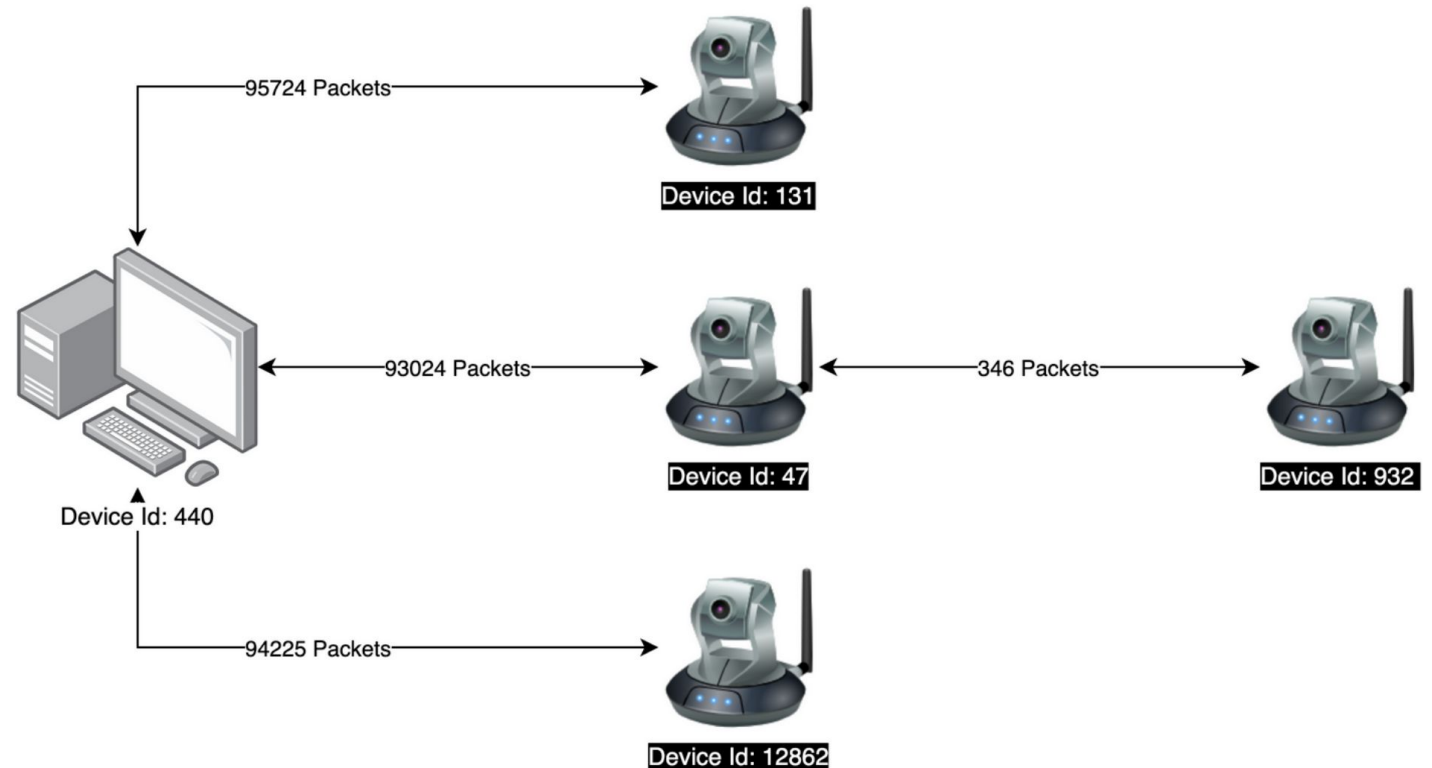 95724 Packets
Device Id: 131
93024 Packets
346 Packets
Device Id: 47
Device Id: 932
Device Id: 440
94225 Packets
Device Id: 12862